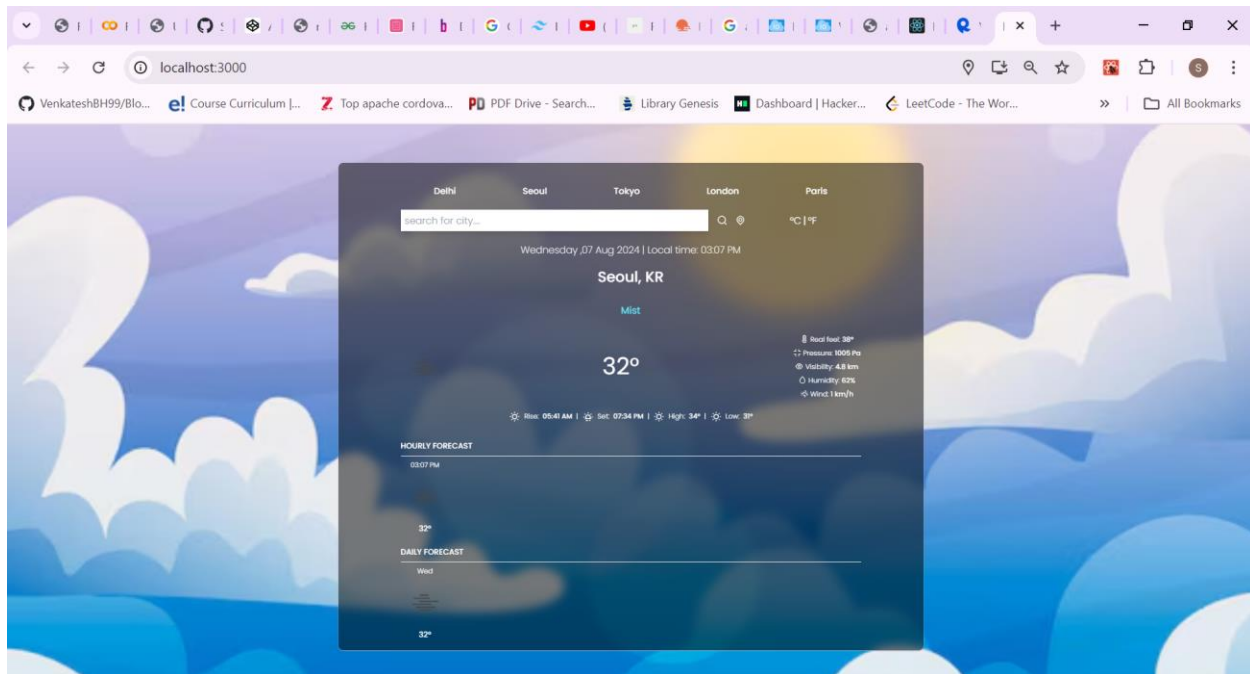 localhost:3000
VenkateshBH99/Blo... Course Curriculum |... Top apache cordova... PDF Drive - Search... Library Genesis Dashboard | Hacker... LeetCode - The Wor... » All Bookmarks
Delhi Seoul Tokyo London Paris
search for city... °C | °F
Wednesday ,07 Aug 2024 | Local time: 03:07 PM
Seoul, KR
Mist
Real feel: 38°
Pressure: 1005 Pa
32°
Visibility: 4.8 km
Humidity: 62%
Wind: 1 km/h
Rise: 05:41 AM | Set: 07:34 PM | High: 34° | Low: 31°
HOURLY FORECAST
03:07 PM
32°
DAILY FORECAST
Wed
32°